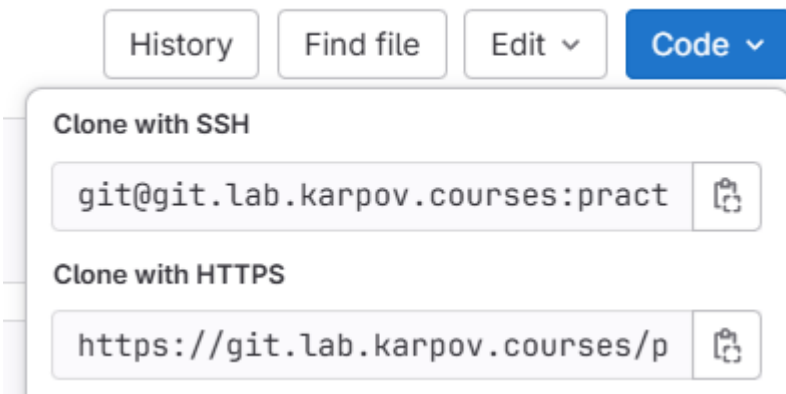 History Find file Edit Code
Clone with SSH
git@git.lab.karpov.courses:pract
Clone with HTTPS
https://git.lab.karpov.courses/p